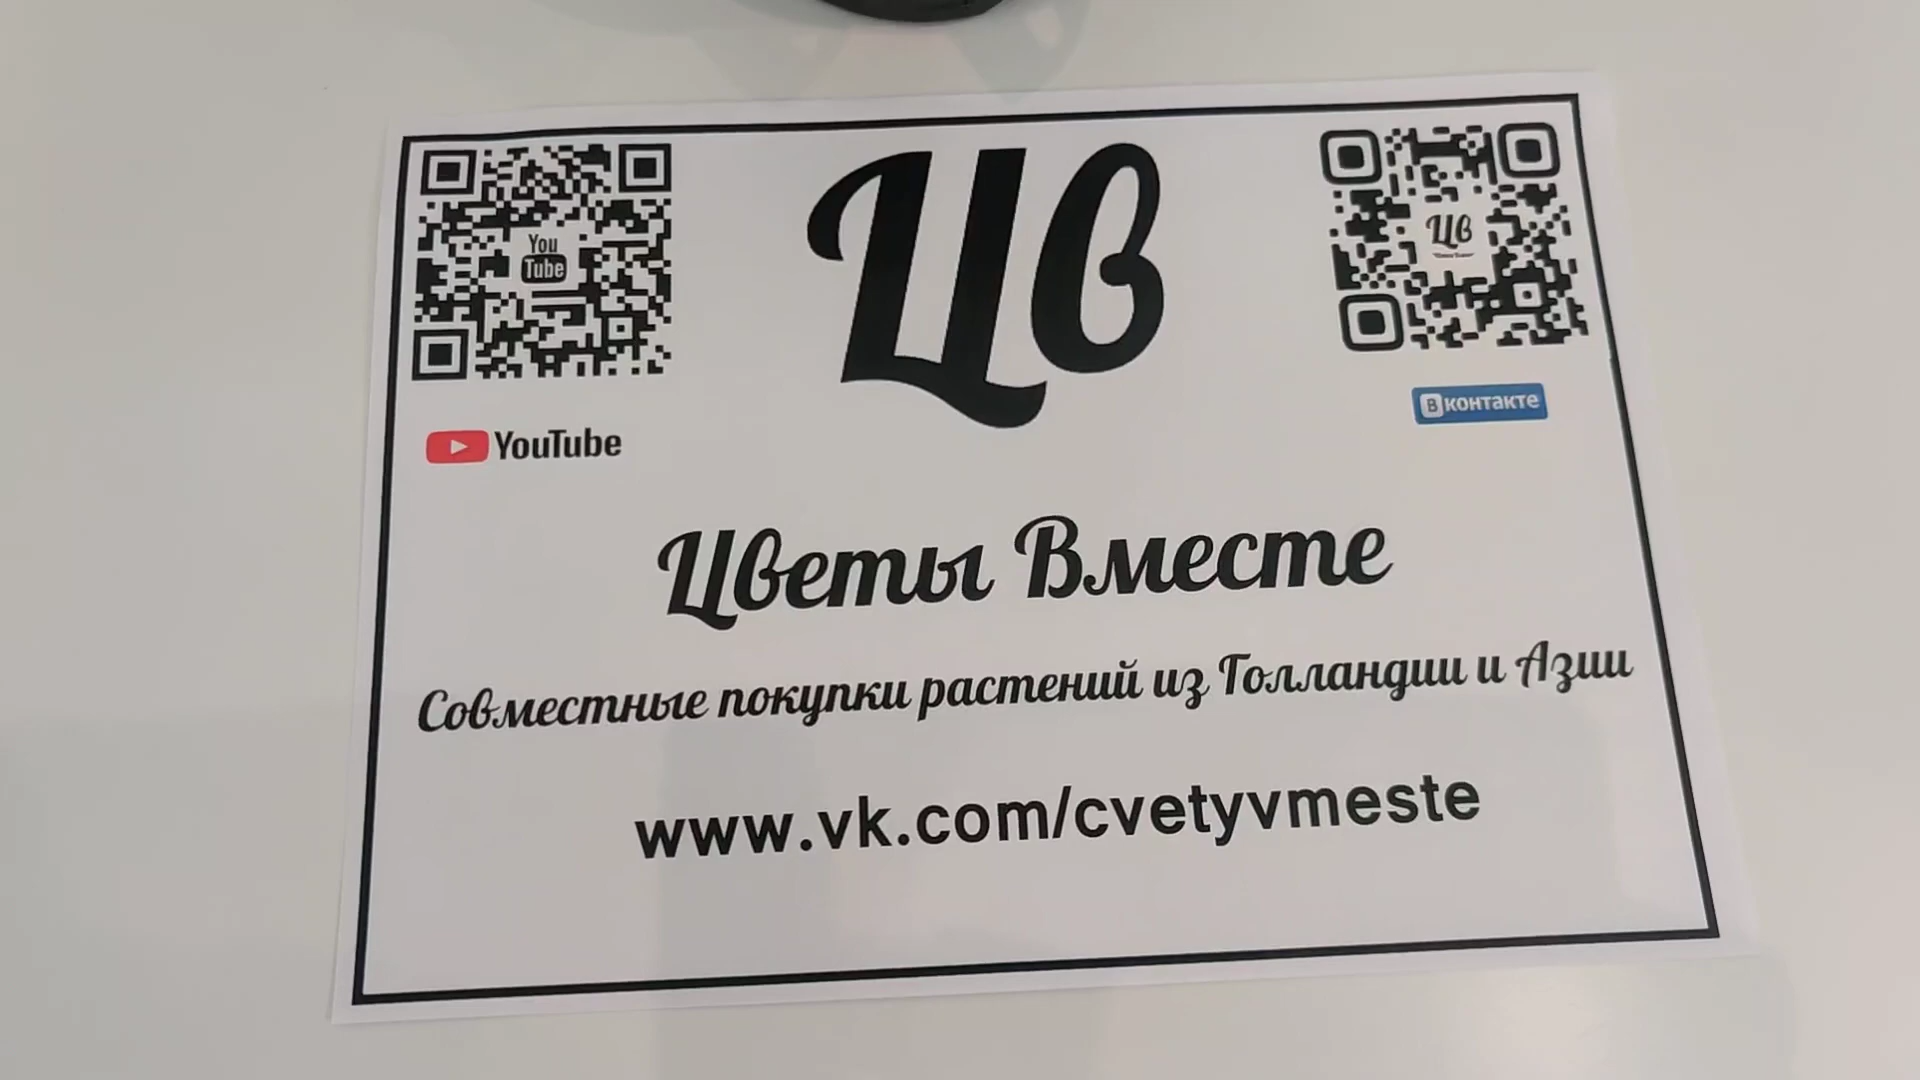 Цв
You
Tube
Цв
YouTube
Вконтакте
Цветы Вместе
Совместные покупки растений из Голландии и Азии
www.vk.com/cvetyvmeste